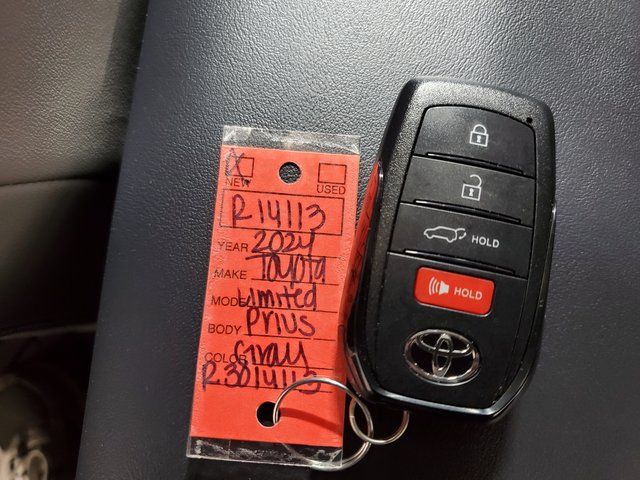 X
NEW USED
R14113
YEAR 2024
MAKE Toyota
MODEL Limited
BODY Prius
COLOR Gray
R3014113
HOLD
HOLD